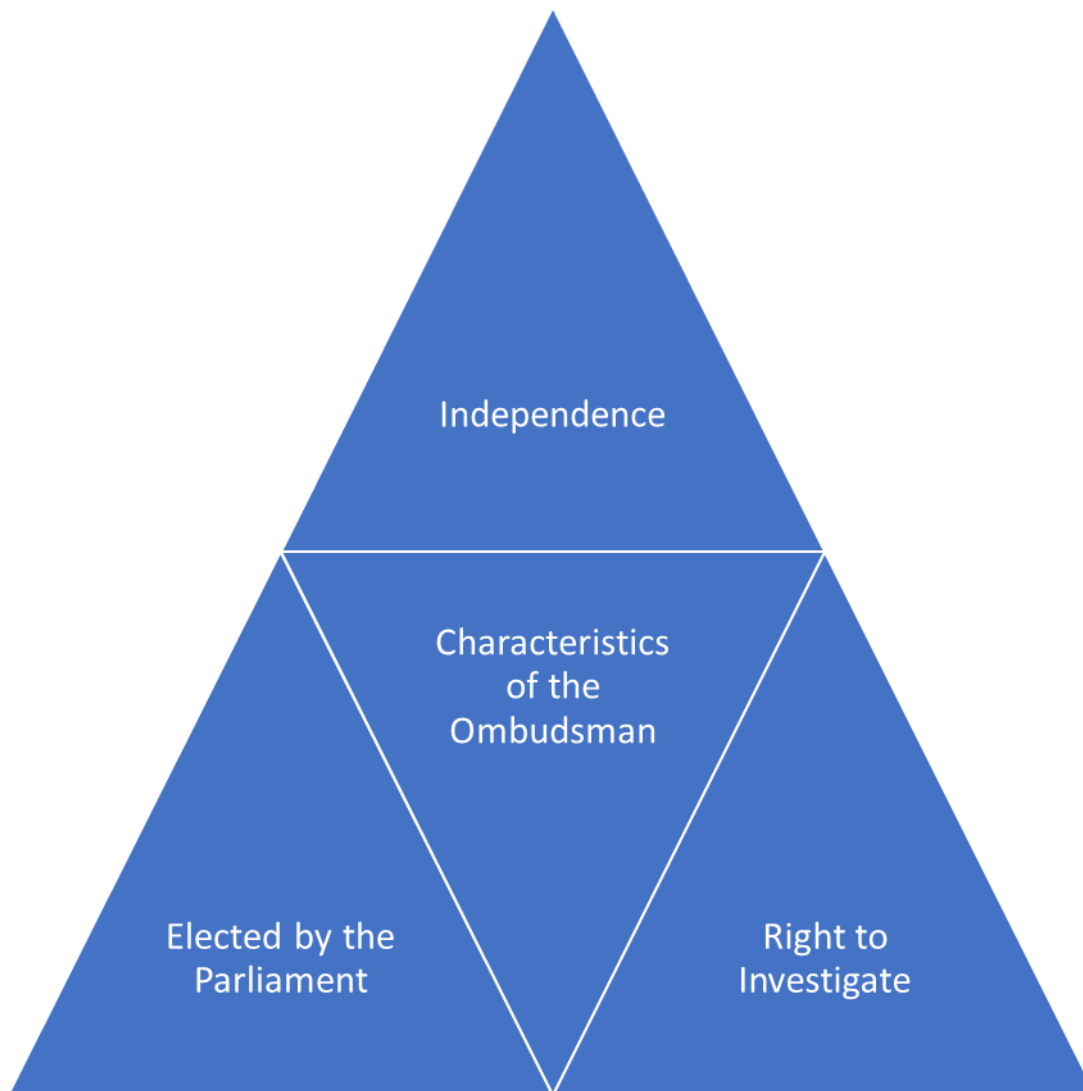 Independence
Characteristics
of the
Ombudsman
Elected by the
Parliament
Right to
Investigate